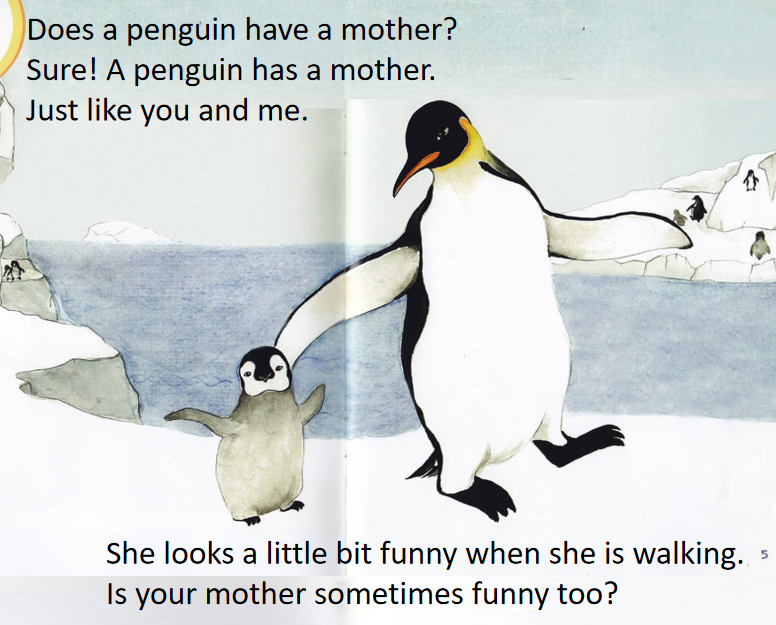 Does a penguin have a mother?
Sure! A penguin has a mother.
Just like you and me.
She looks a little bit funny when she is walking.
5
Is your mother sometimes funny too?